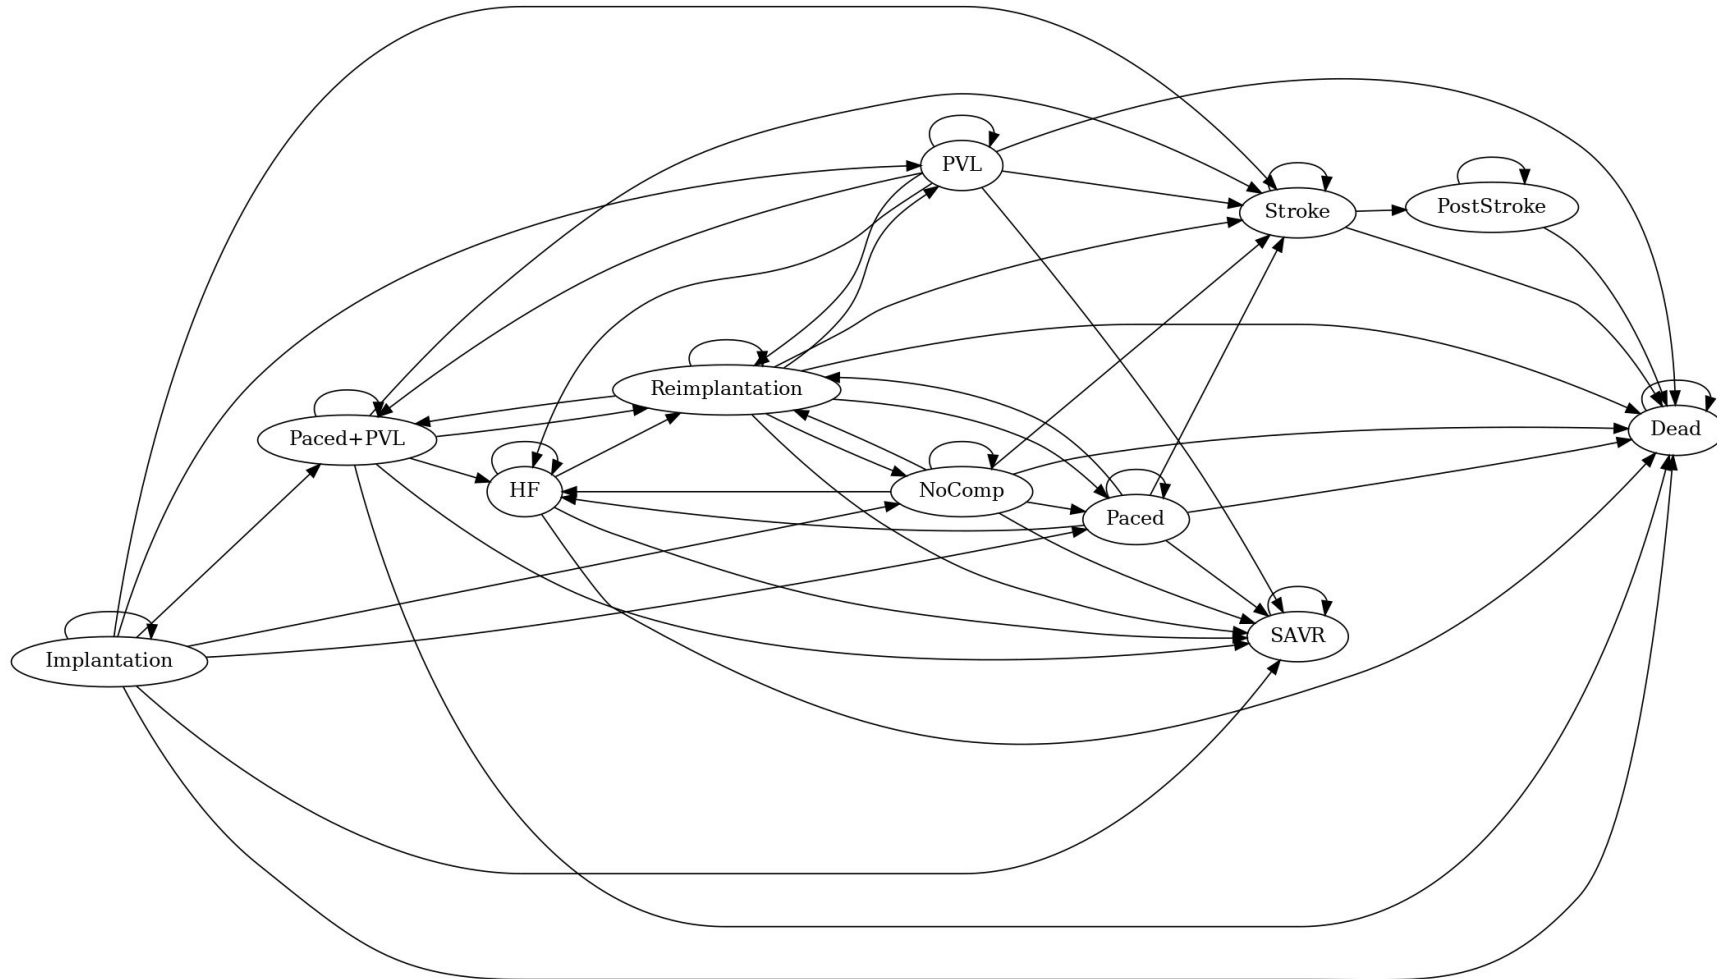 PVL
Stroke
PostStroke
Reimplantation
Paced+PVL
Dead
HF
NoComp
Paced
SAVR
Implantation